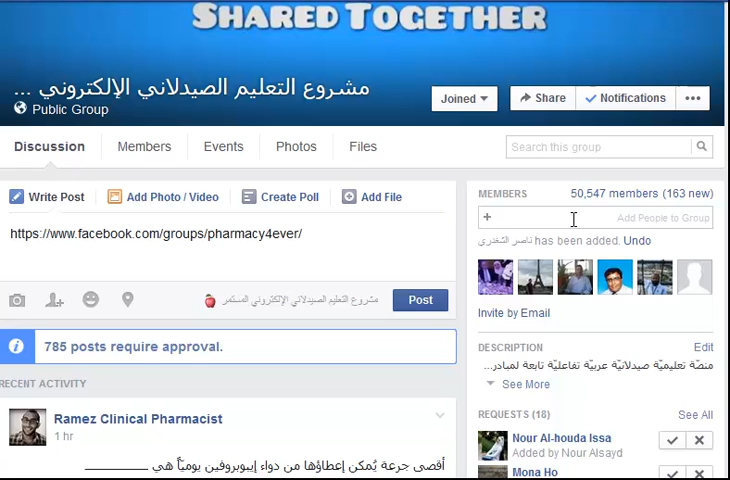 SHARED TOGETHER
مشروع التعليم الصيدلاني الإلكتروني ...
Public Group
Joined
Share
Notifications
Discussion
Members
Events
Photos
Files
Search this group
Write Post
Add Photo / Video
Create Poll
Add File
https://www.facebook.com/groups/pharmacy4ever/
مشروع التعليم الصيدلاني الإلكتروني المستمر
Post
785 posts require approval.
RECENT ACTIVITY
Ramez Clinical Pharmacist
1 hr
أقصى جرعة يُمكن إعطاؤها من دواء إيبوبروفين يوميّاً هي ___________
MEMBERS 50,547 members (163 new)
+ Add People to Group
ناصر الشغدري has been added. Undo
Invite by Email
DESCRIPTION Edit
منصّة تعليميّة صيدلانيّة عربيّة تفاعليّة تابعة لمبادر...
See More
REQUESTS (18) See All
Nour Al-houda Issa
Added by Nour Alsayd
Mona Ho